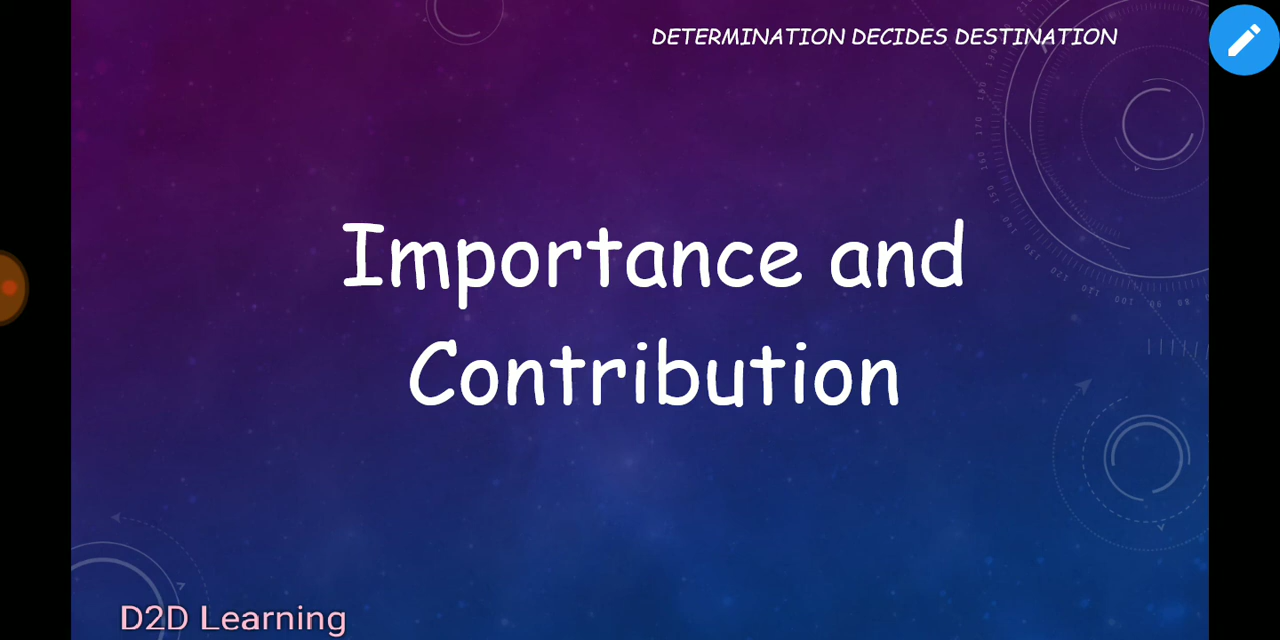 DETERMINATION DECIDES DESTINATION
Importance and
Contribution
D2D Learning